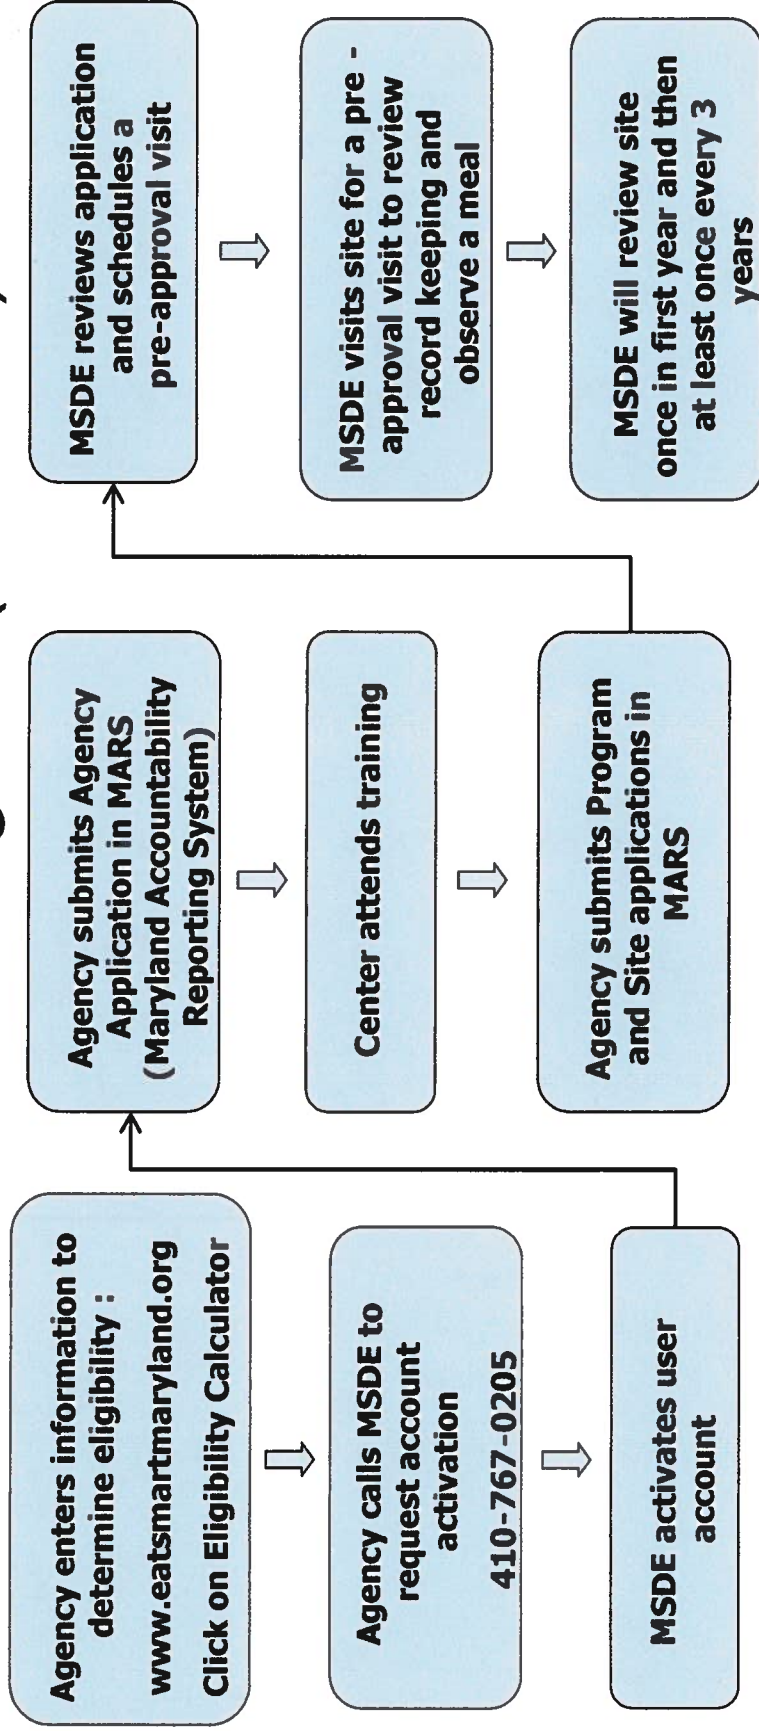 Agency enters information to
determine eligibility :
www.eatsmartmaryland.org
Click on Eligibility Calculator
Agency calls MSDE to
request account
activation
410-767-0205
MSDE activates user
account
Agency submits Agency
Application in MARS
(Maryland Accountability
Reporting System)
Center attends training
Agency submits Program
and Site applications in
MARS
MSDE reviews application
and schedules a
pre-approval visit
MSDE visits site for a pre -
approval visit to review
record keeping and
observe a meal
MSDE will review site
once in first year and then
at least once every 3
years